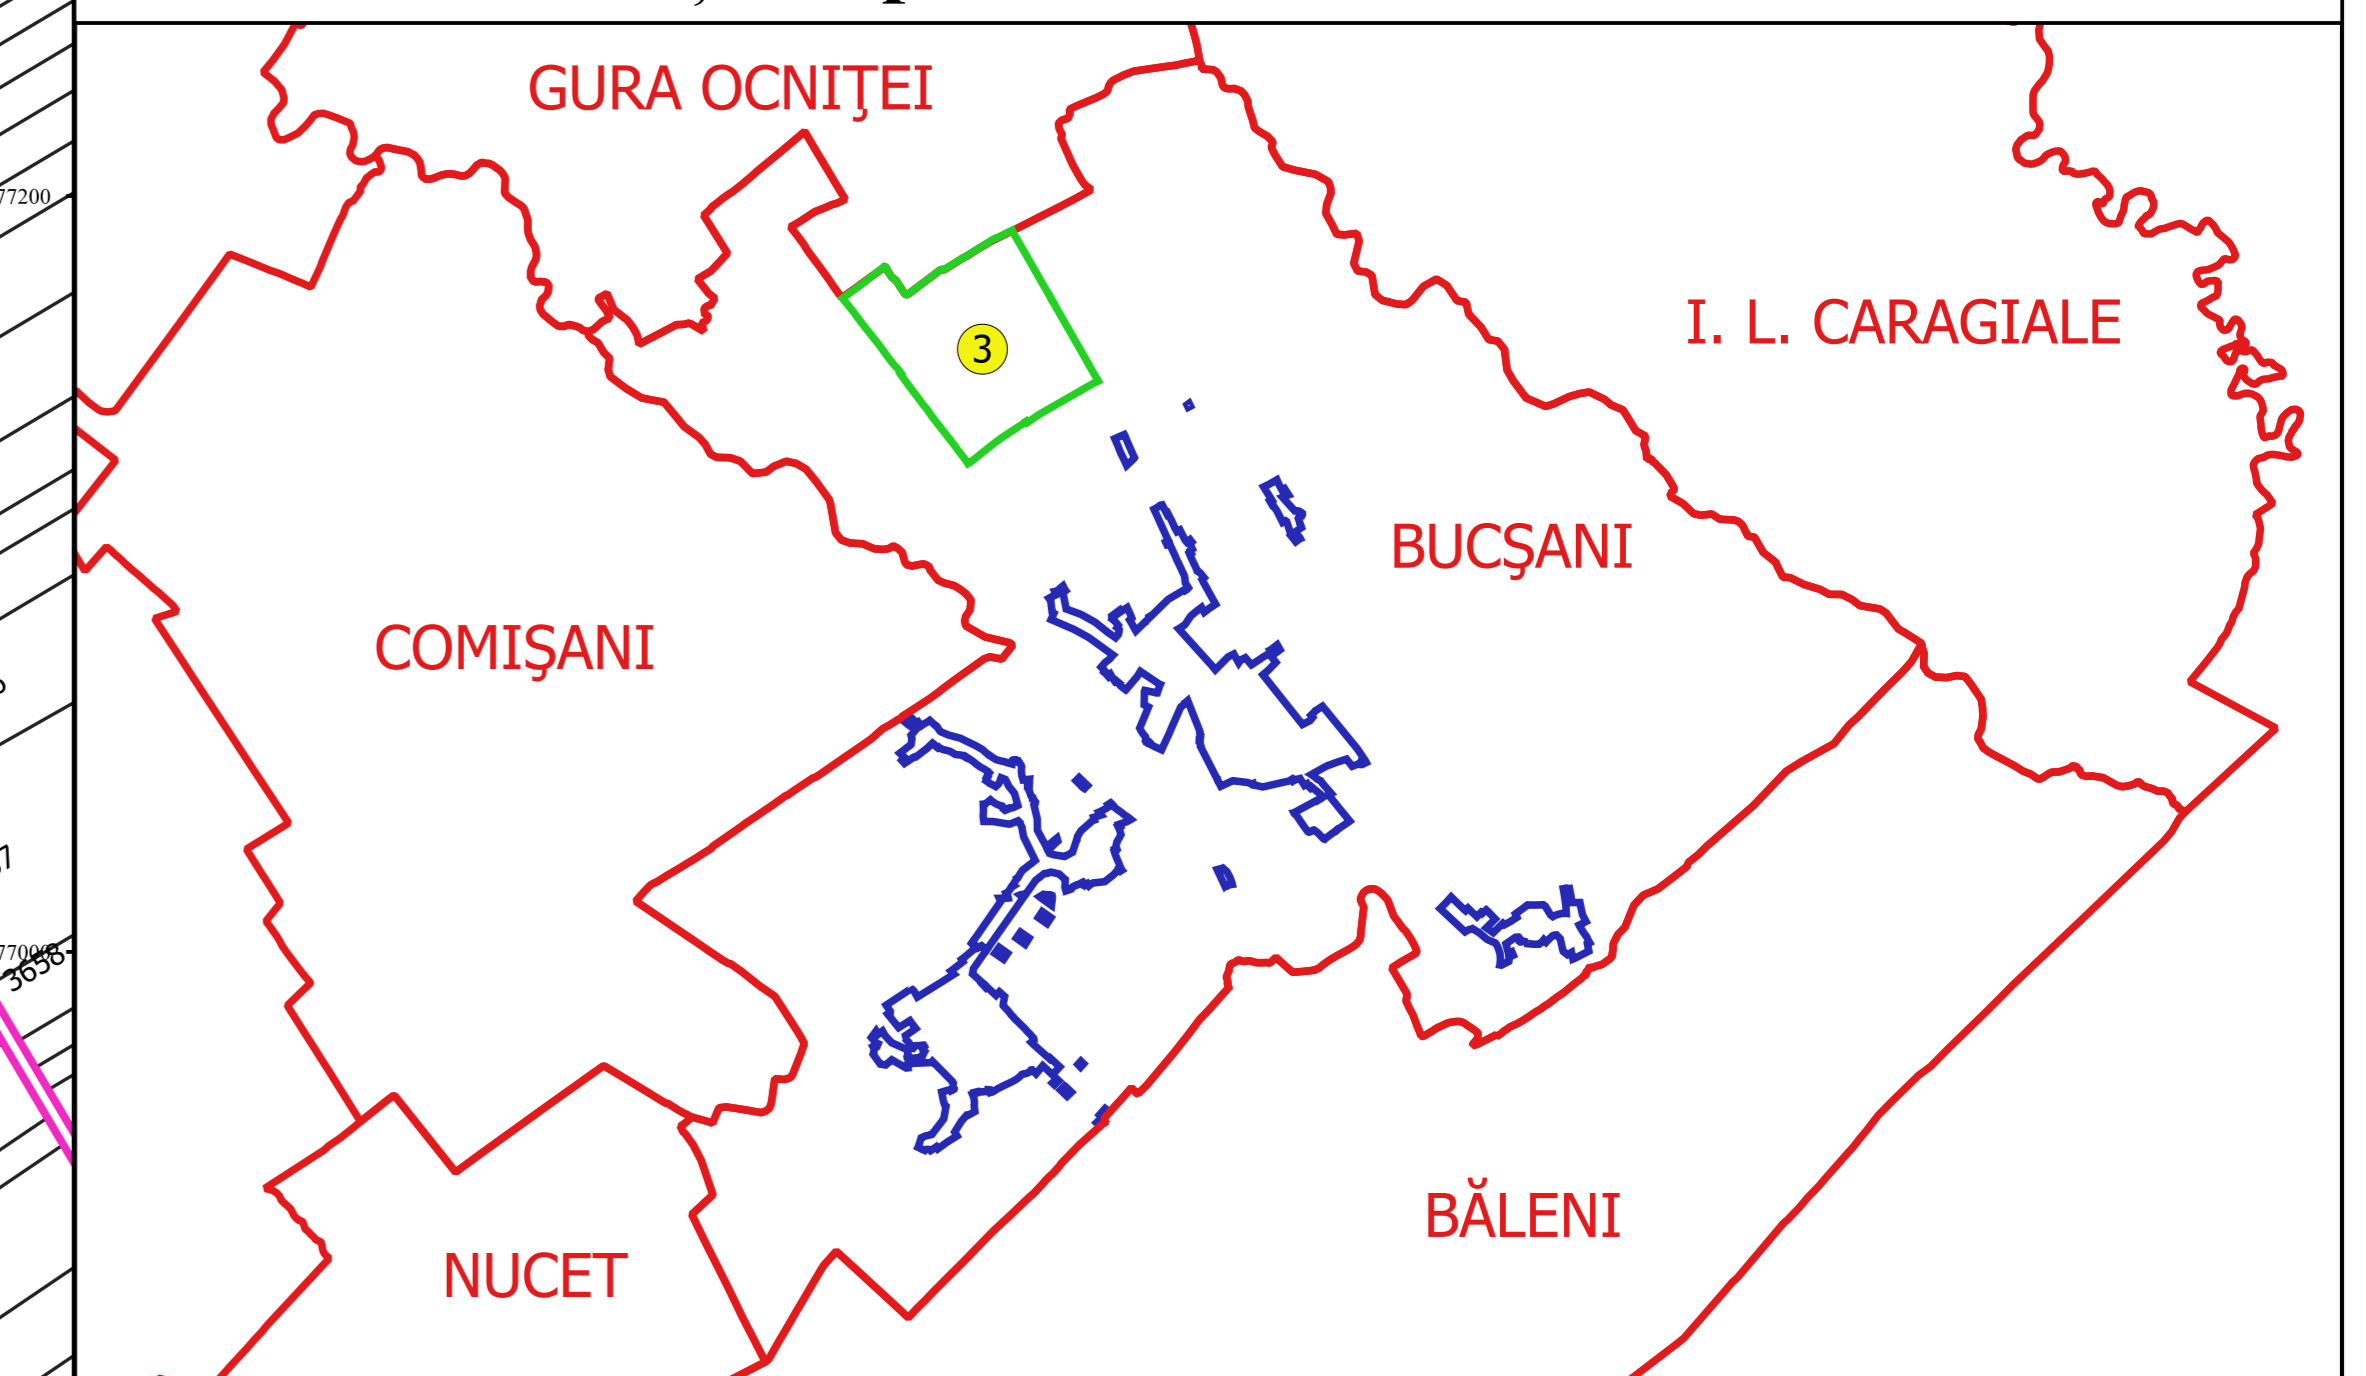 GURA OCNIŢEI
77200
I. L. CARAGIALE
3
BUCŞANI
COMIŞANI
3658
BĂLENI
NUCET